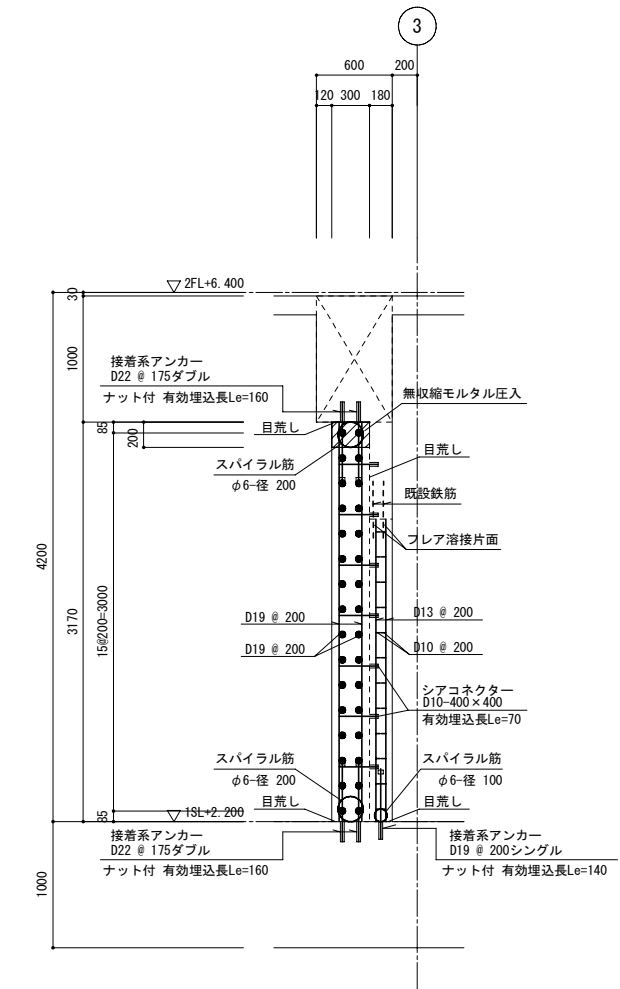 3
600
200
120
300
180
▽ 2FL+6.400
30
1000
接着系アンカー
D22 @ 175ダブル
ナット付 有効埋込長Le=160
無収縮モルタル圧入
目荒し
85
200
目荒し
スパイラル筋
φ6-径 200
既設鉄筋
フレア溶接片面
4200
3170
15@200=3000
D19 @ 200
D13 @ 200
D19 @ 200
D10 @ 200
シアコネクター
D10-400×400
有効埋込長Le=70
スパイラル筋
φ6-径 200
スパイラル筋
φ6-径 100
目荒し
目荒し
85
▽ 1SL+2.200
接着系アンカー
D22 @ 175ダブル
ナット付 有効埋込長Le=160
接着系アンカー
D19 @ 200シングル
ナット付 有効埋込長Le=140
1000